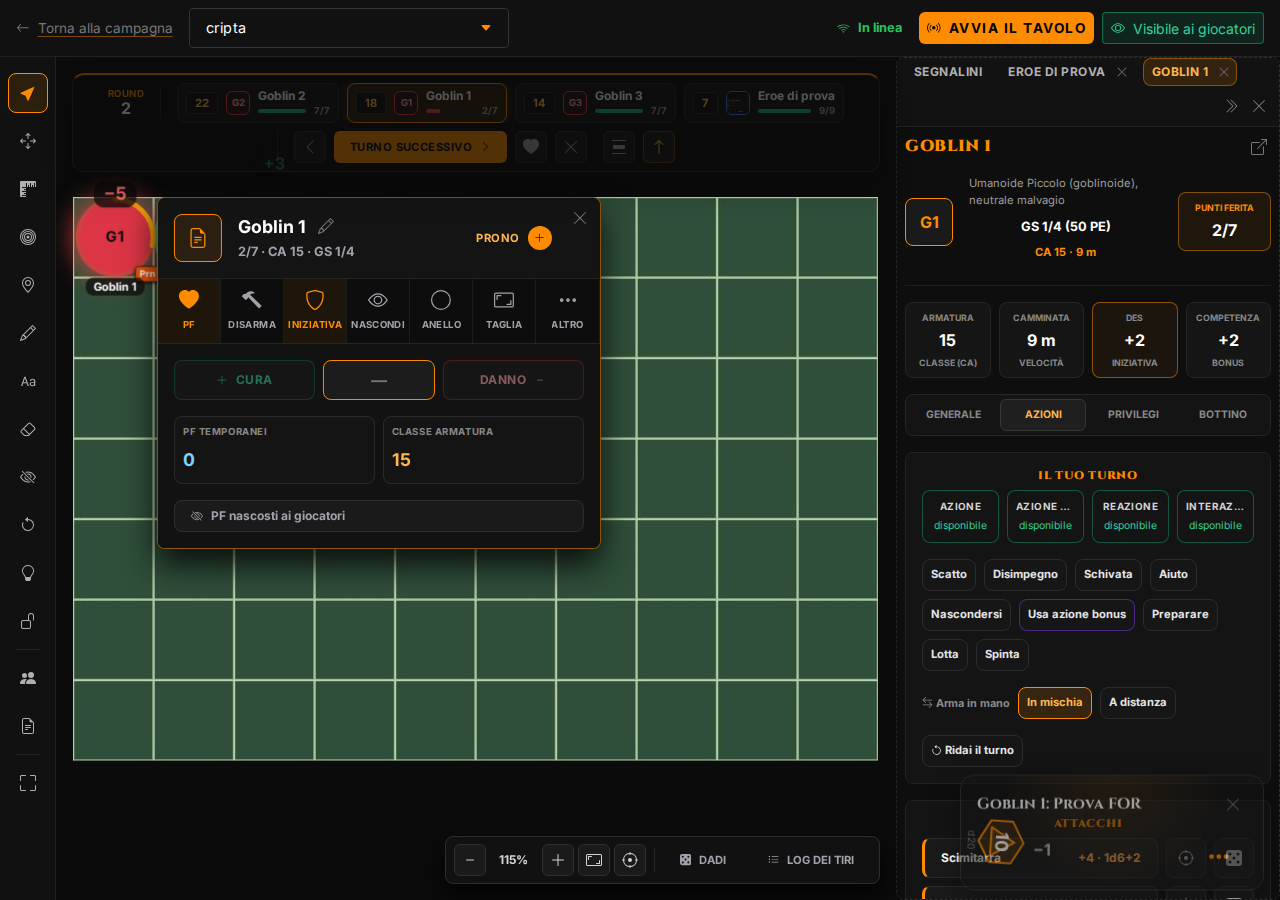 Torna alla campagna
cripta
In linea
AVVIA IL TAVOLO
Visibile ai giocatori
ROUND
2
22 G2 Goblin 2 7/7
18 G1 Goblin 1 2/7
14 G3 Goblin 3 7/7
7 Eroe di prova 9/9
TURNO SUCCESSIVO
+3
−5
G1
Prn
Goblin 1
Goblin 1
2/7 · CA 15 · GS 1/4
PRONO +
PF
DISARMA
INIZIATIVA
NASCONDI
ANELLO
TAGLIA
ALTRO
+ CURA
—
DANNO −
PF TEMPORANEI
0
CLASSE ARMATURA
15
PF nascosti ai giocatori
Aa
− 115% +
DADI
LOG DEI TIRI
SEGNALINI
EROE DI PROVA
GOBLIN 1
GOBLIN 1
G1
Umanoide Piccolo (goblinoide),
neutrale malvagio
GS 1/4 (50 PE)
CA 15 · 9 m
PUNTI FERITA
2/7
ARMATURA
15
CLASSE (CA)
CAMMINATA
9 m
VELOCITÀ
DES
+2
INIZIATIVA
COMPETENZA
+2
BONUS
GENERALE
AZIONI
PRIVILEGI
BOTTINO
IL TUO TURNO
AZIONE
disponibile
AZIONE ...
disponibile
REAZIONE
disponibile
INTERAZ...
disponibile
Scatto
Disimpegno
Schivata
Aiuto
Nascondersi
Usa azione bonus
Preparare
Lotta
Spinta
Arma in mano
In mischia
A distanza
Ridai il turno
Goblin 1: Prova FOR
ATTACCHI
d20
10
−1
Scimitarra
+4 · 1d6+2